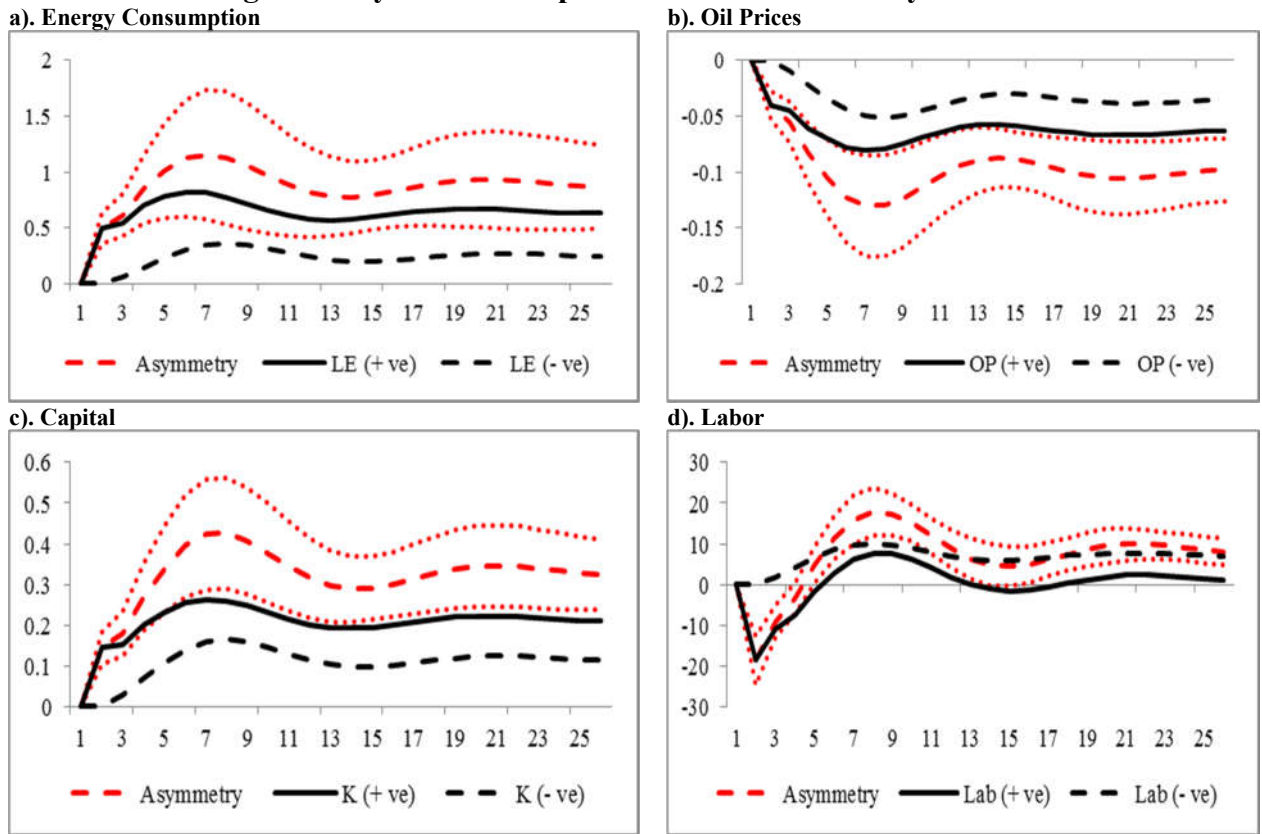 a). Energy Consumption
2
1.5
1
0.5
0
1 3 5 7 9 11 13 15 17 19 21 23 25
Asymmetry LE (+ ve) LE (- ve)
b). Oil Prices
0
-0.05
-0.1
-0.15
-0.2
1 3 5 7 9 11 13 15 17 19 21 23 25
Asymmetry OP (+ ve) OP (- ve)
c). Capital
0.6
0.5
0.4
0.3
0.2
0.1
0
1 3 5 7 9 11 13 15 17 19 21 23 25
Asymmetry K (+ ve) K (- ve)
d). Labor
30
20
10
0
-10
-20
-30
1 3 5 7 9 11 13 15 17 19 21 23 25
Asymmetry Lab (+ ve) Lab (- ve)